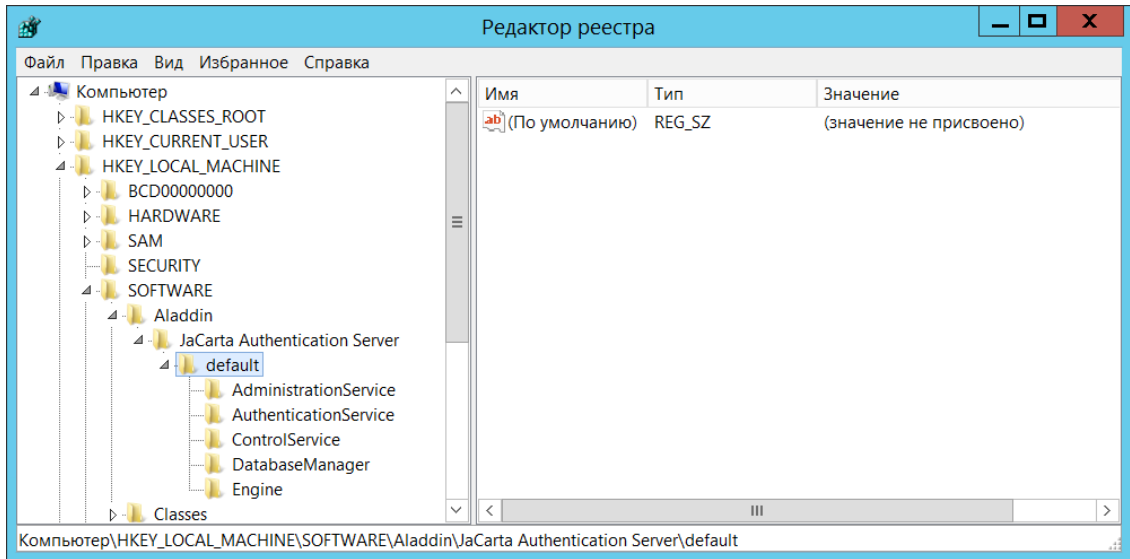 Редактор реестра
Файл Правка Вид Избранное Справка
Компьютер
HKEY_CLASSES_ROOT
HKEY_CURRENT_USER
HKEY_LOCAL_MACHINE
BCD00000000
HARDWARE
SAM
SECURITY
SOFTWARE
Aladdin
JaCarta Authentication Server
default
AdministrationService
AuthenticationService
ControlService
DatabaseManager
Engine
Classes
Имя Тип Значение
ab (По умолчанию) REG_SZ (значение не присвоено)
Компьютер\HKEY_LOCAL_MACHINE\SOFTWARE\Aladdin\JaCarta Authentication Server\default